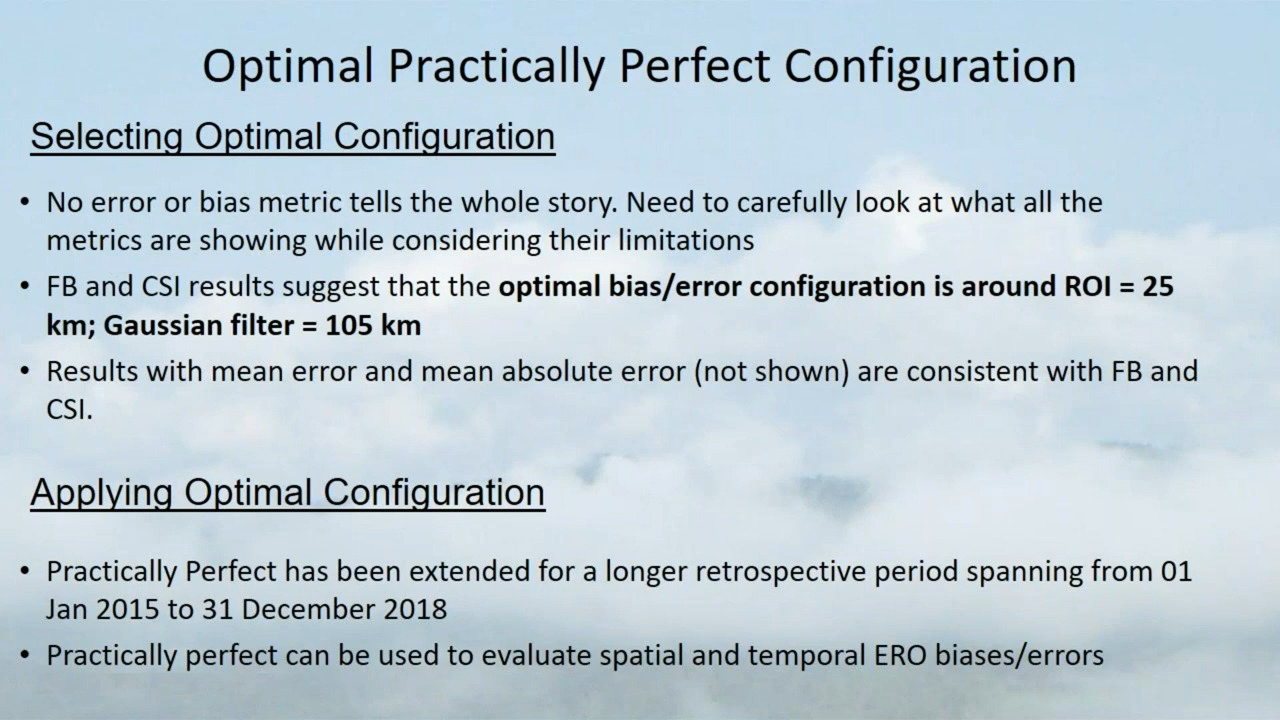 Optimal Practically Perfect Configuration
Selecting Optimal Configuration
• No error or bias metric tells the whole story. Need to carefully look at what all the
metrics are showing while considering their limitations
• FB and CSI results suggest that the optimal bias/error configuration is around ROI = 25
km; Gaussian filter = 105 km
• Results with mean error and mean absolute error (not shown) are consistent with FB and
CSI.
Applying Optimal Configuration
• Practically Perfect has been extended for a longer retrospective period spanning from 01
Jan 2015 to 31 December 2018
• Practically perfect can be used to evaluate spatial and temporal ERO biases/errors